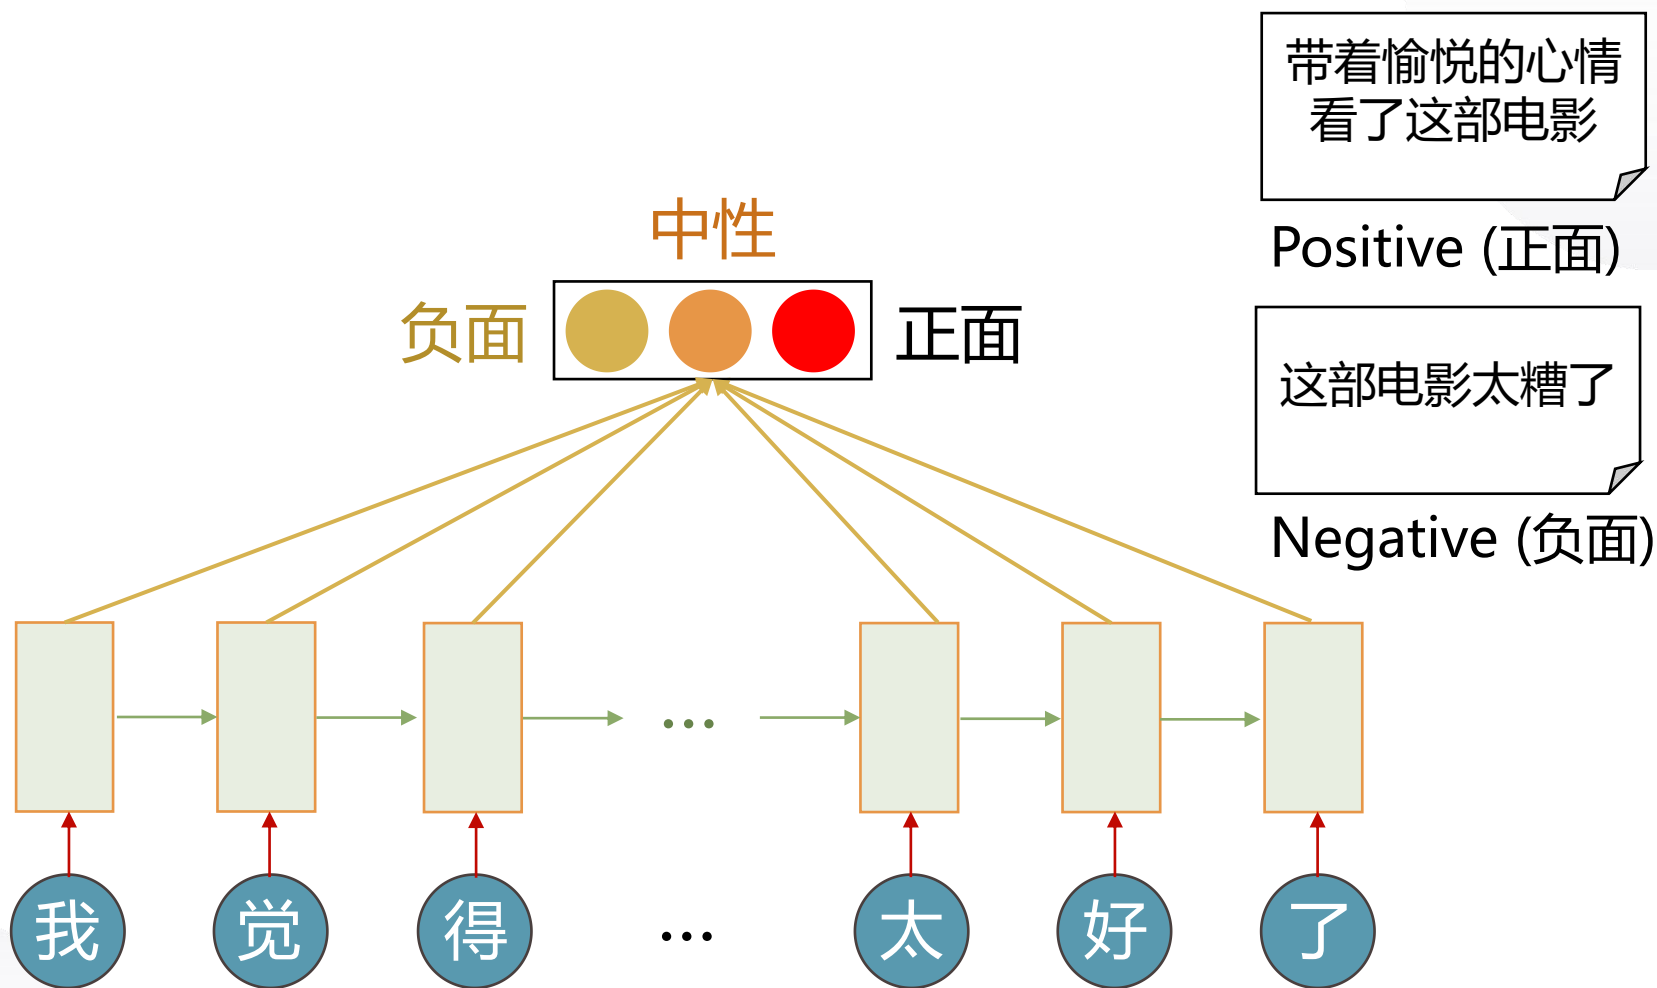 带着愉悦的心情
看了这部电影
Positive (正面)
中性
负面
正面
这部电影太糟了
Negative (负面)
...
我 觉 得 ... 太 好 了